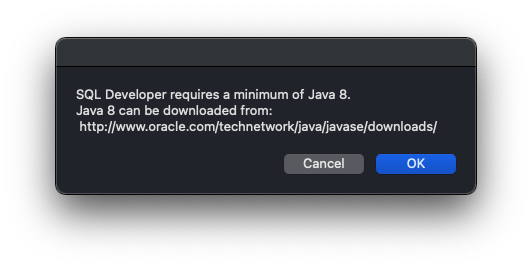 SQL Developer requires a minimum of Java 8.
Java 8 can be downloaded from:
http://www.oracle.com/technetwork/java/javase/downloads/
Cancel
OK